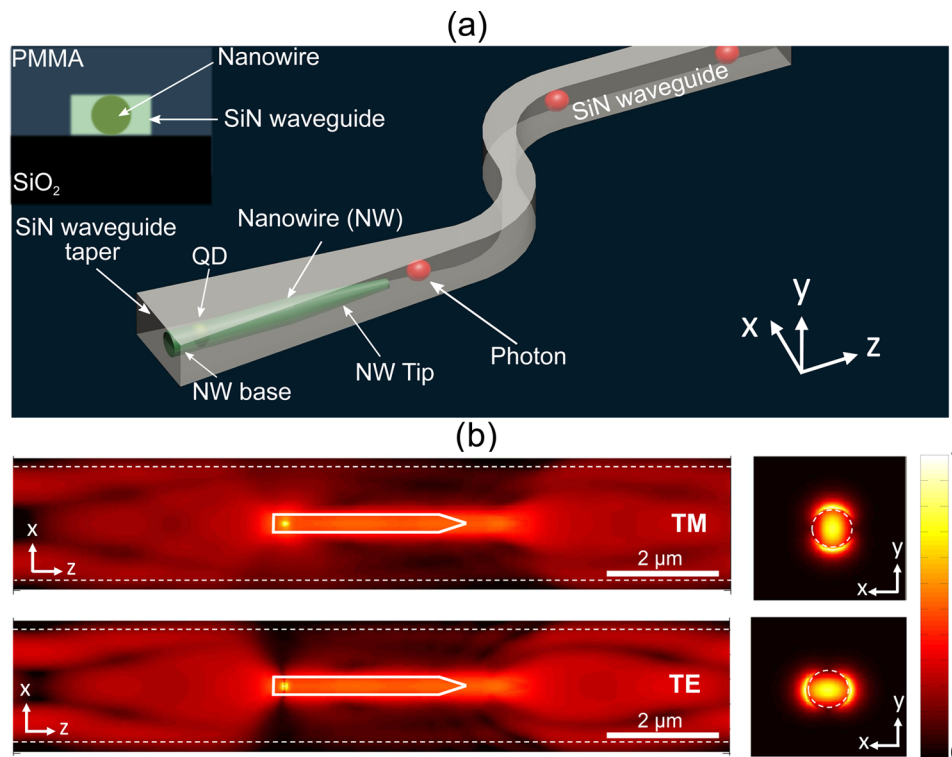 (a)
PMMA
Nanowire
SiN waveguide
SiO₂
SiN waveguide
SiN waveguide
taper
QD
Nanowire (NW)
NW base
NW Tip
Photon
y
x
z
(b)
x
z
TM
2 μm
y
x
x
z
TE
2 μm
y
x